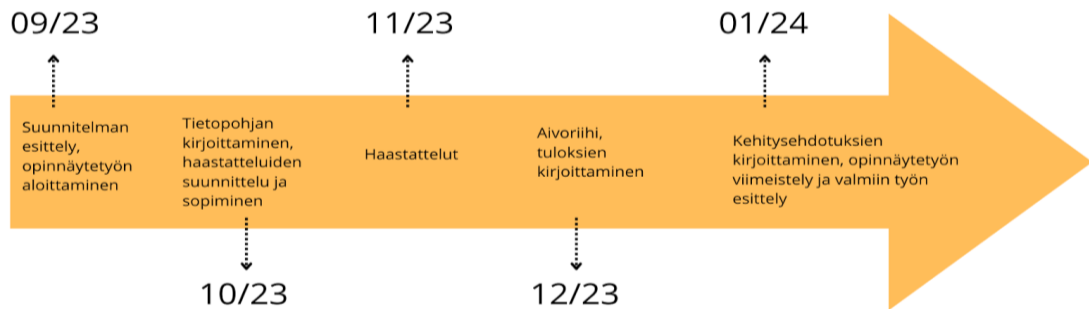 09/23
11/23
01/24
Suunnitelman
esittely,
opinnäytetyön
aloittaminen
Tietopohjan
kirjoittaminen,
haastatteluiden
suunnittelu ja
sopiminen
Haastattelut
Aivoriihi,
tuloksien
kirjoittaminen
Kehitysehdotuksien
kirjoittaminen, opinnäytetyön
viimeistely ja valmiin työn
esittely
10/23
12/23